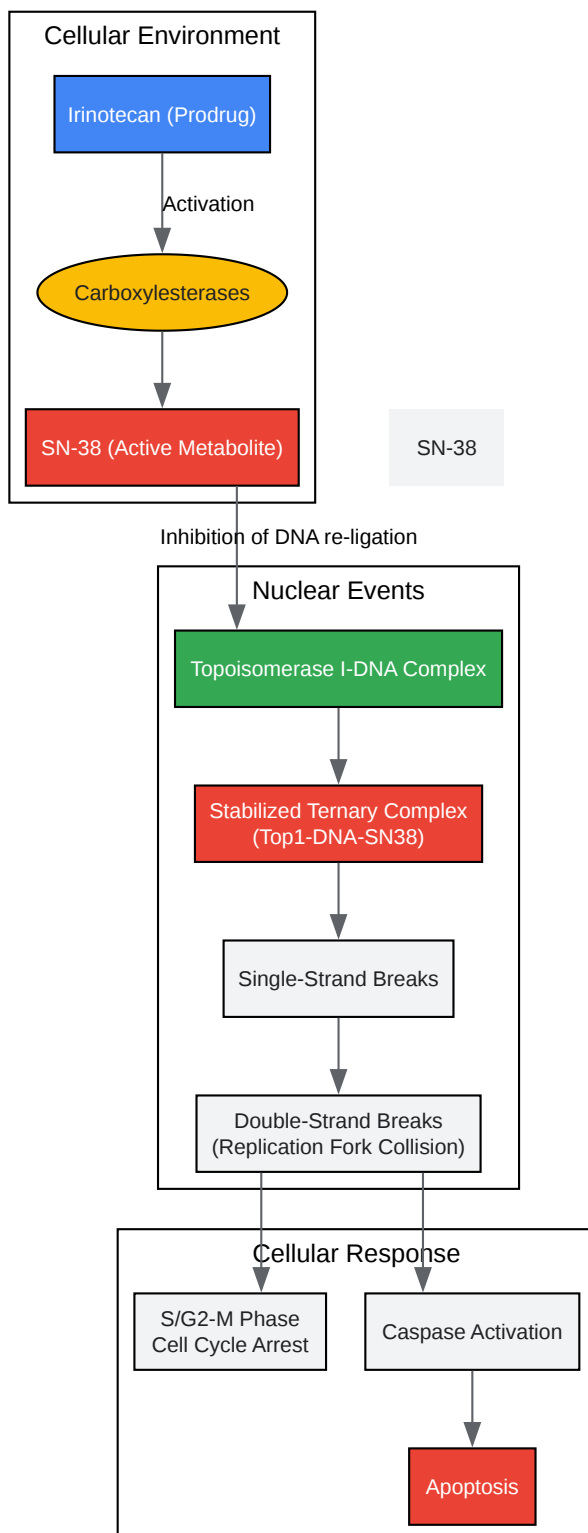 Cellular Environment
Irinotecan (Prodrug)
Activation
Carboxylesterases
SN-38 (Active Metabolite)
SN-38
Inhibition of DNA re-ligation
Nuclear Events
Topoisomerase I-DNA Complex
Stabilized Ternary Complex
(Top1-DNA-SN38)
Single-Strand Breaks
Double-Strand Breaks
(Replication Fork Collision)
Cellular Response
S/G2-M Phase
Cell Cycle Arrest
Caspase Activation
Apoptosis